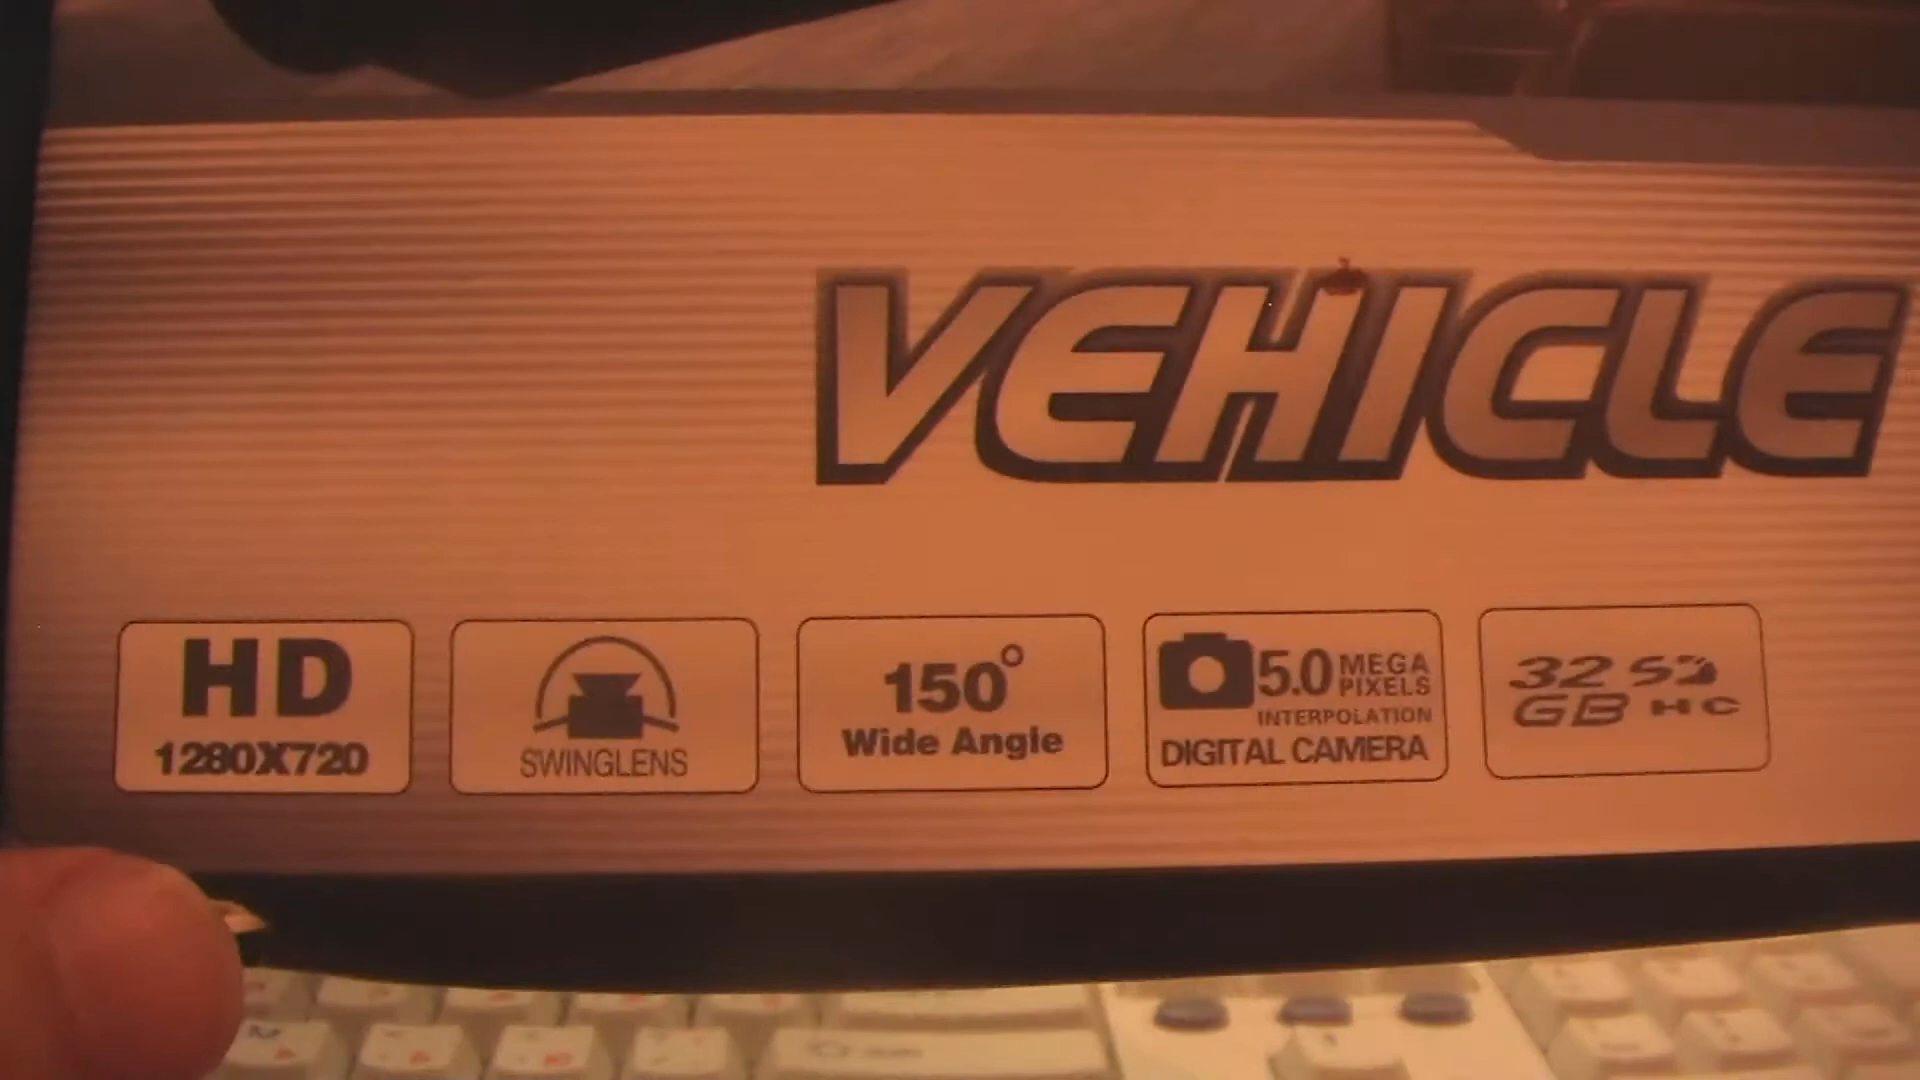 VEHICLE
HD
1280X720
SWINGLENS
150°
Wide Angle
5.0 MEGA
PIXELS
INTERPOLATION
DIGITAL CAMERA
32 SD
GB HC